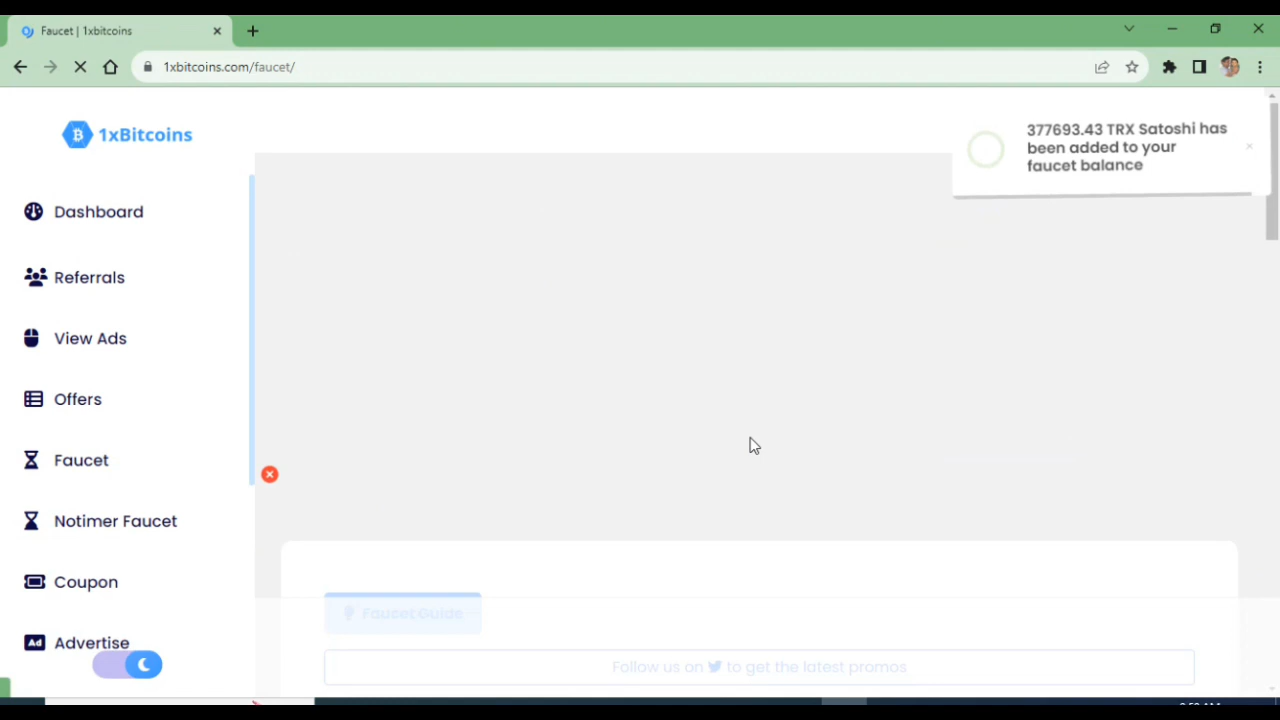 Faucet | 1xbitcoins
1xbitcoins.com/faucet/
1xBitcoins
377693.43 TRX Satoshi has
been added to your
faucet balance
Dashboard
Referrals
View Ads
Offers
Faucet
Notimer Faucet
Coupon
Ad Advertise
Faucet Guide
Follow us on to get the latest promos